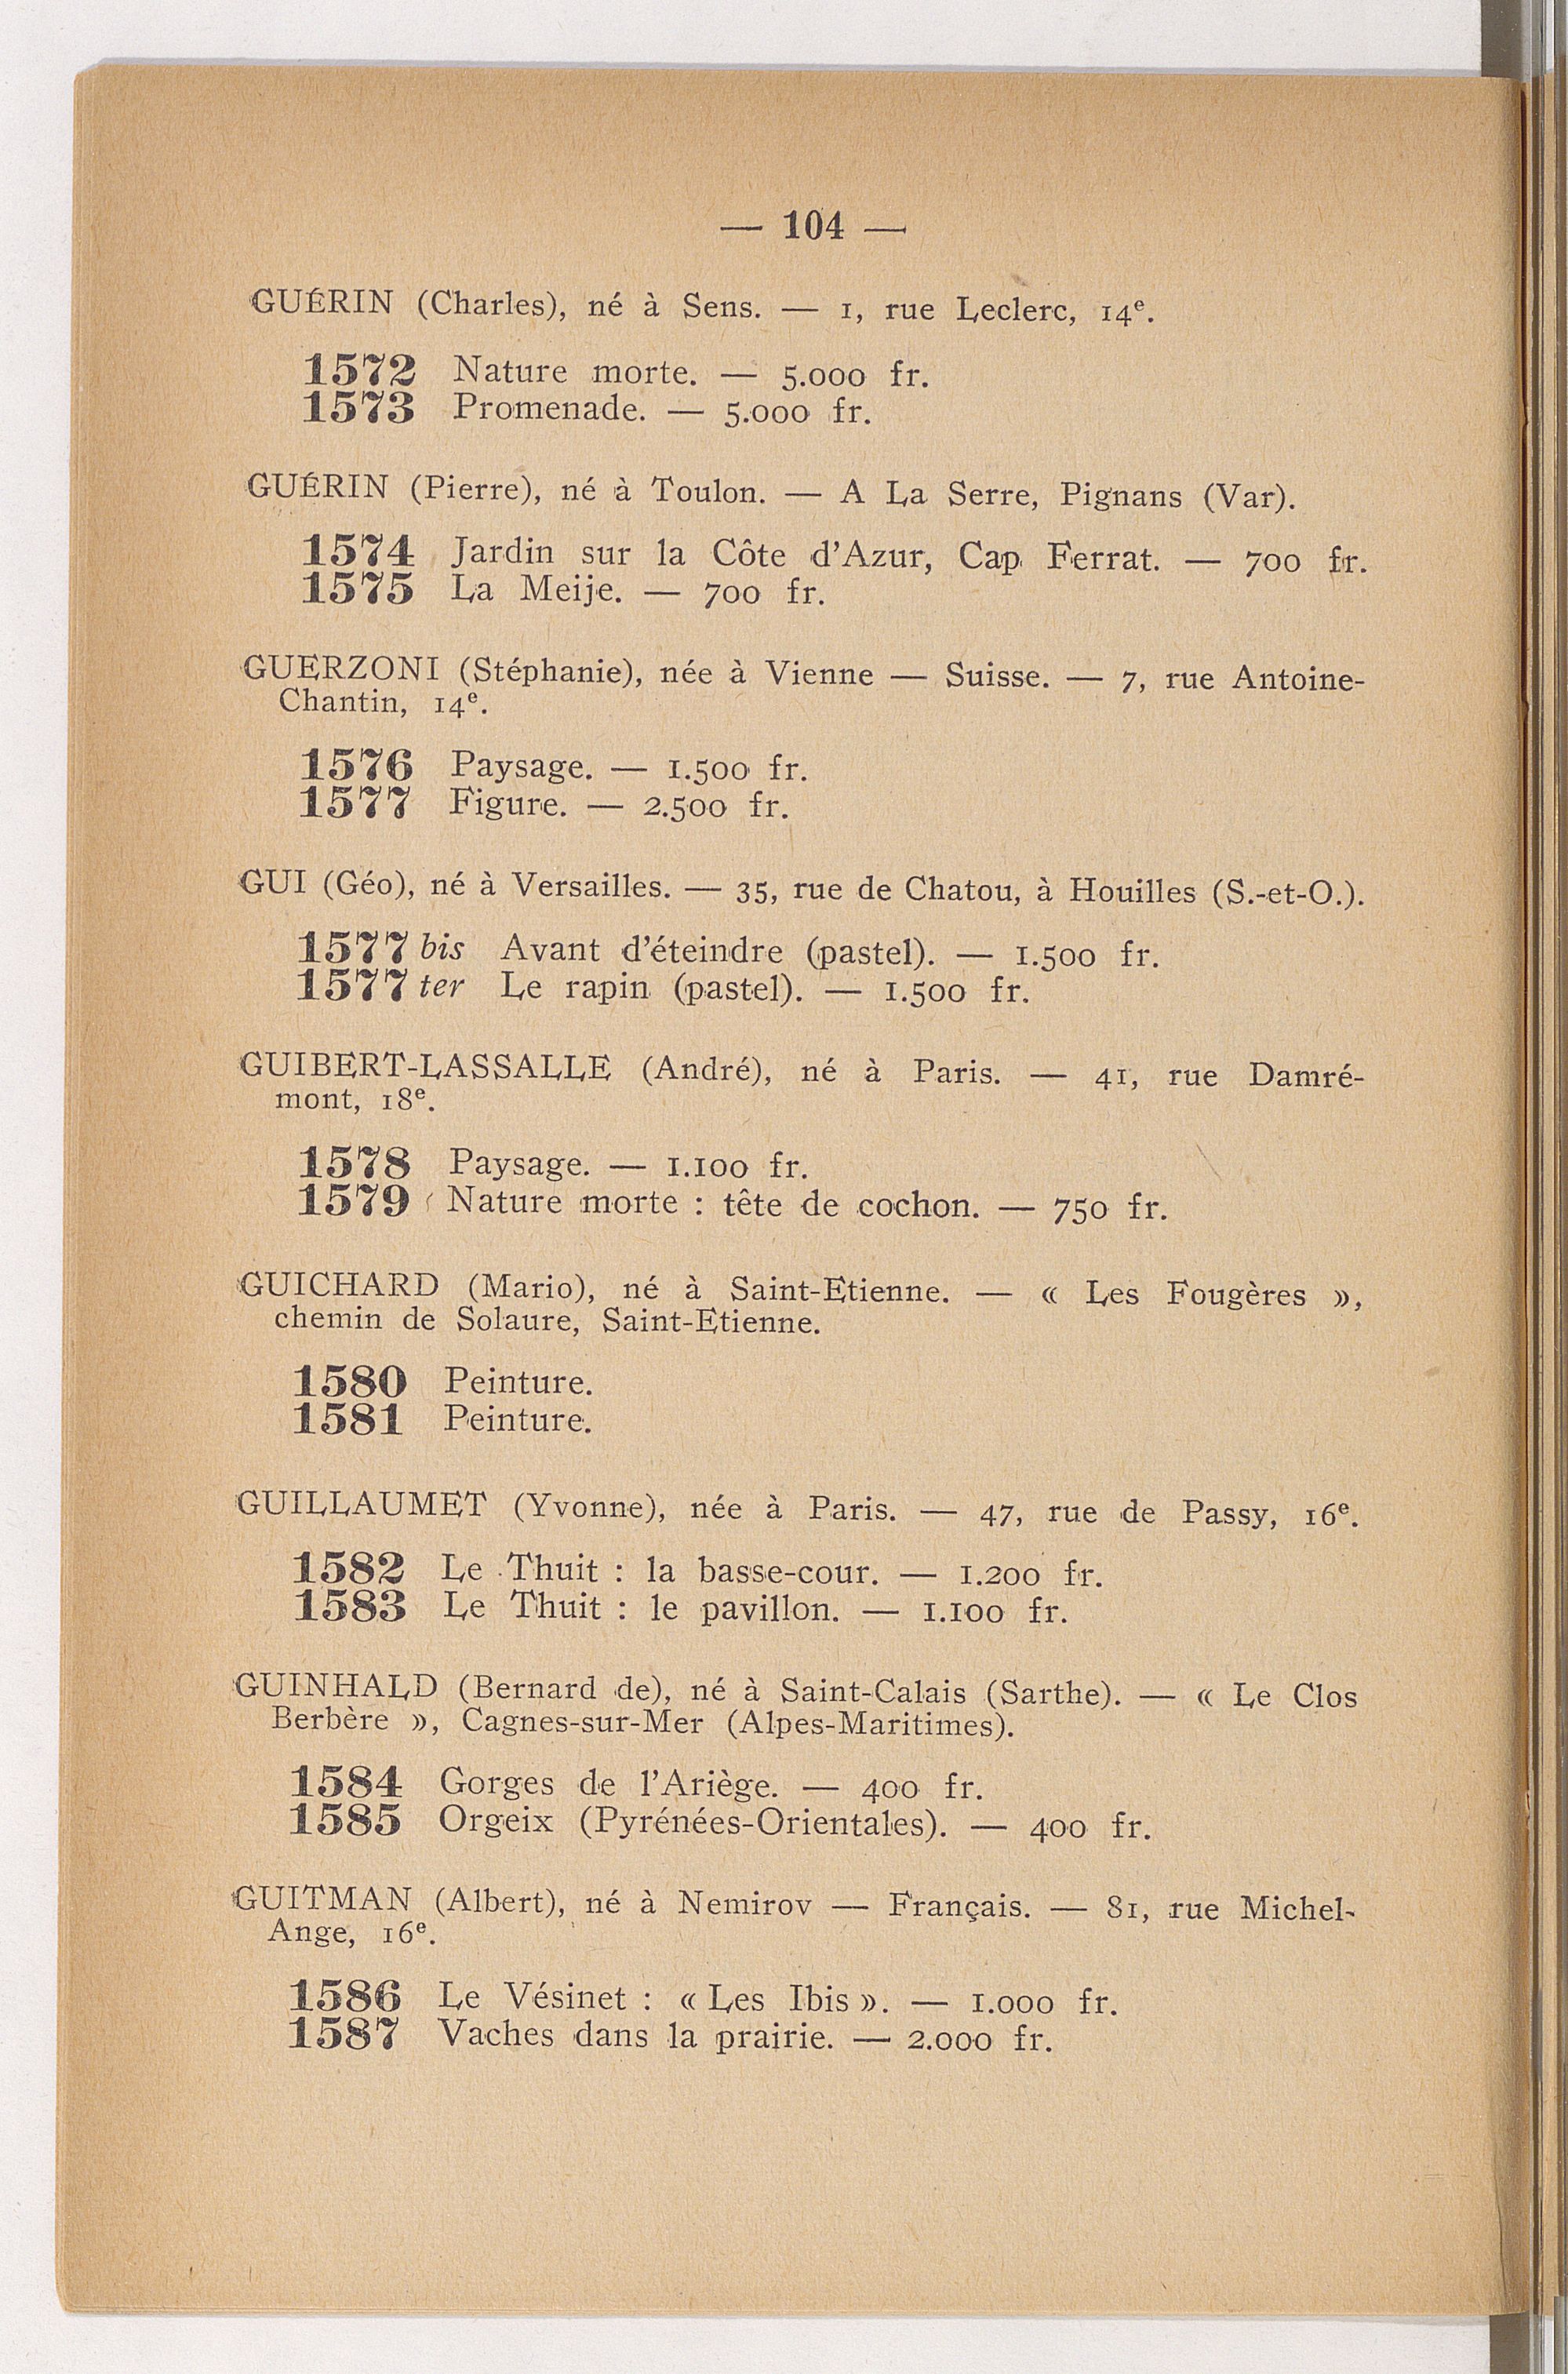 — 104 —
GUÉRIN (Charles), né à Sens. — 1, rue Leclerc, 14e.
1572 Nature morte. — 5.000 fr.
1573 Promenade. — 5.000 fr.
GUÉRIN (Pierre), né à Toulon. — A La Serre, Pignans (Var).
1574 Jardin sur la Côte d'Azur, Cap Ferrat. — 700 fr.
1575 La Meije. — 700 fr.
GUERZONI (Stéphanie), née à Vienne — Suisse. — 7, rue Antoine-
Chantin, 14e.
1576 Paysage. — 1.500 fr.
1577 Figure. — 2.500 fr.
GUI (Géo), né à Versailles. — 35, rue de Chatou, à Houilles (S.-et-O.).
1577 bis Avant d'éteindre (pastel). — 1.500 fr.
1577 ter Le rapin (pastel). — 1.500 fr.
GUIBERT-LASSALLE (André), né à Paris. — 41, rue Damré-
mont, 18e.
1578 Paysage. — 1.100 fr.
1579 Nature morte : tête de cochon. — 750 fr.
GUICHARD (Mario), né à Saint-Etienne. — « Les Fougères »,
chemin de Solaure, Saint-Etienne.
1580 Peinture.
1581 Peinture.
GUILLAUMET (Yvonne), née à Paris. — 47, rue de Passy, 16e.
1582 Le Thuit : la basse-cour. — 1.200 fr.
1583 Le Thuit : le pavillon. — 1.100 fr.
GUINHALD (Bernard de), né à Saint-Calais (Sarthe). — « Le Clos
Berbère », Cagnes-sur-Mer (Alpes-Maritimes).
1584 Gorges de l'Ariège. — 400 fr.
1585 Orgeix (Pyrénées-Orientales). — 400 fr.
GUITMAN (Albert), né à Nemirov — Français. — 81, rue Michel-
Ange, 16e.
1586 Le Vésinet : « Les Ibis ». — 1.000 fr.
1587 Vaches dans la prairie. — 2.000 fr.